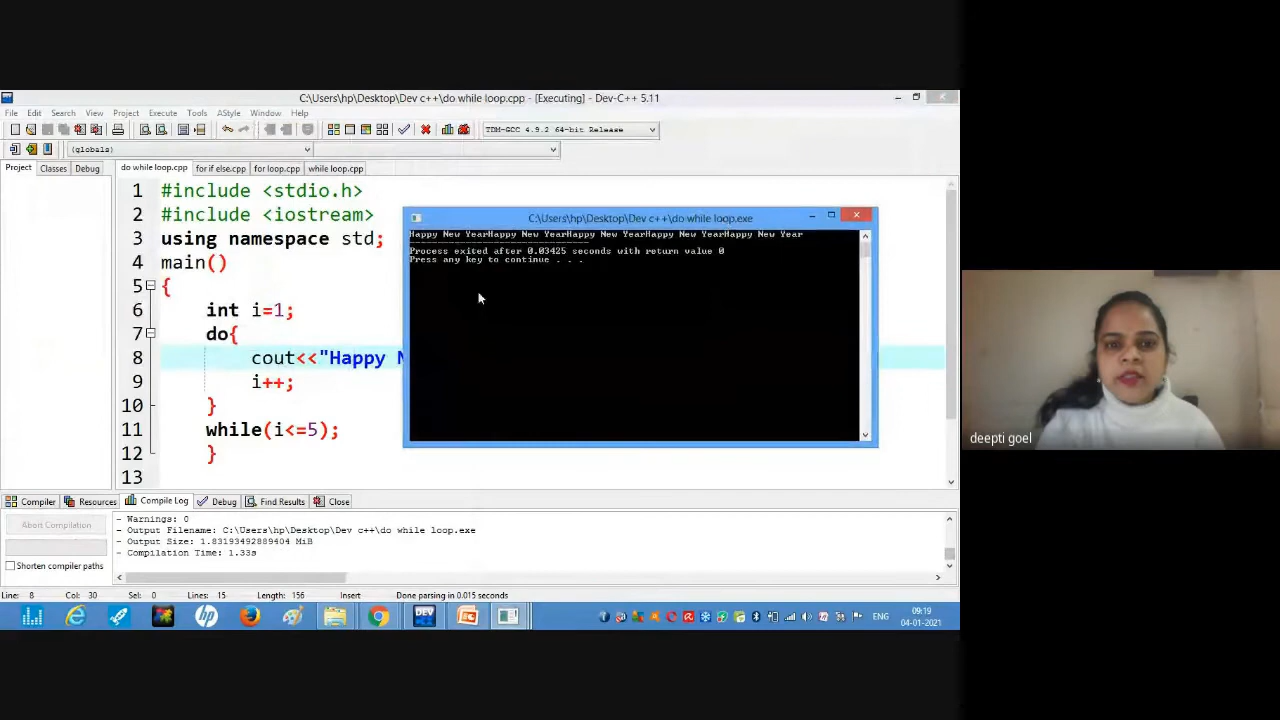 C:\Users\hp\Desktop\Dev c++\do while loop.cpp - [Executing] - Dev-C++ 5.11
File Edit Search View Project Execute Tools AStyle Window Help
TDM-GCC 4.9.2 64-bit Release
(globals)
Project Classes Debug do while loop.cpp for if else.cpp for loop.cpp while loop.cpp
1 #include <stdio.h>
2 #include <iostream>
3 using namespace std;
4 main()
5 {
6 int i=1;
7 do{
8 cout<<"Happy N
9 i++;
10 }
11 while(i<=5);
12 }
13
C:\Users\hp\Desktop\Dev c++\do while loop.exe
Happy New YearHappy New YearHappy New YearHappy New YearHappy New Year
--------------------------------
Process exited after 0.03425 seconds with return value 0
Press any key to continue . . .
deepti goel
Compiler Resources Compile Log Debug Find Results Close
Abort Compilation
Shorten compiler paths
- Warnings: 0
- Output Filename: C:\Users\hp\Desktop\Dev c++\do while loop.exe
- Output Size: 1.83193492889404 MiB
- Compilation Time: 1.33s
Line: 8 Col: 30 Sel: 0 Lines: 15 Length: 156 Insert Done parsing in 0.015 seconds
DEV
ENG
09:19
04-01-2021